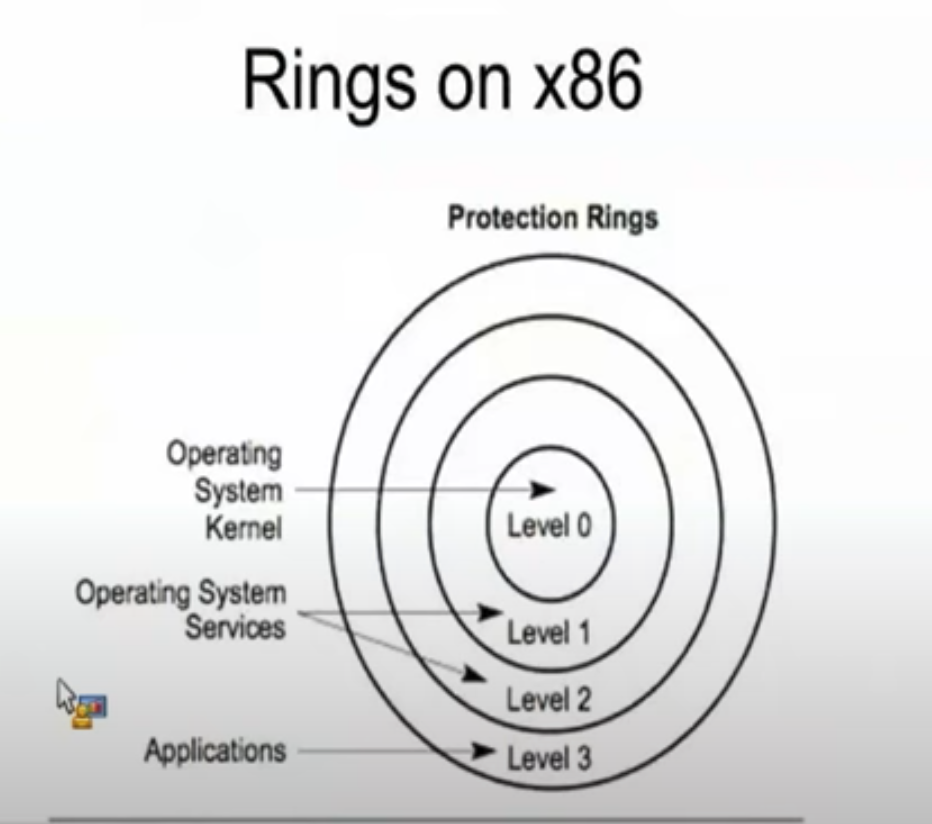 Rings on x86
Protection Rings
Operating
System
Kernel
Level 0
Operating System
Services
Level 1
Level 2
Applications
Level 3